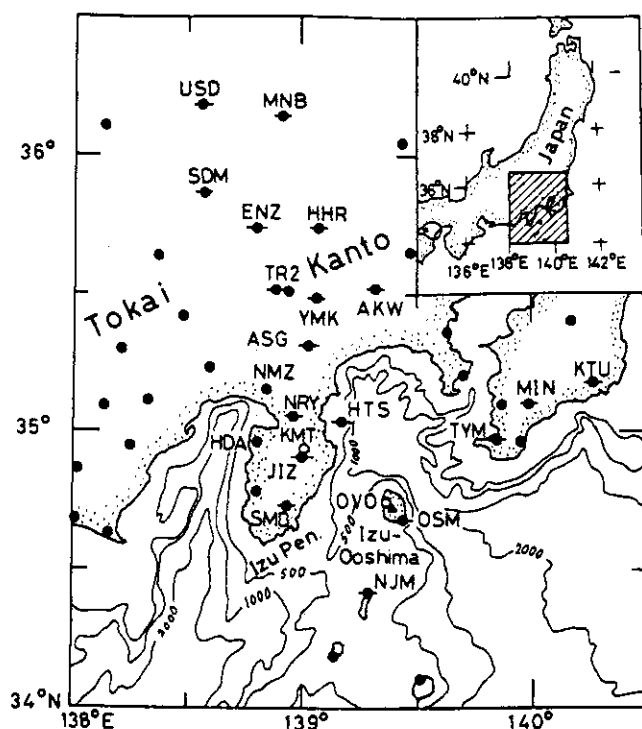 USD
MNB
40°N
38°N
Japan
36°N
136°E
138°E
140°E
142°E
36°
SDM
ENZ
HHR
Kanto
TR2
YMK
AKW
Tokai
ASG
NMZ
NRY
HTS
KTU
MIN
35°
KMT
TYM
HDA
JIZ
1000
OVO
SMD
OSM
500
Izu-
Ooshima
Izu Pen.
500
NJM
2000
1000
2000
34°N
138°E
139°
140°